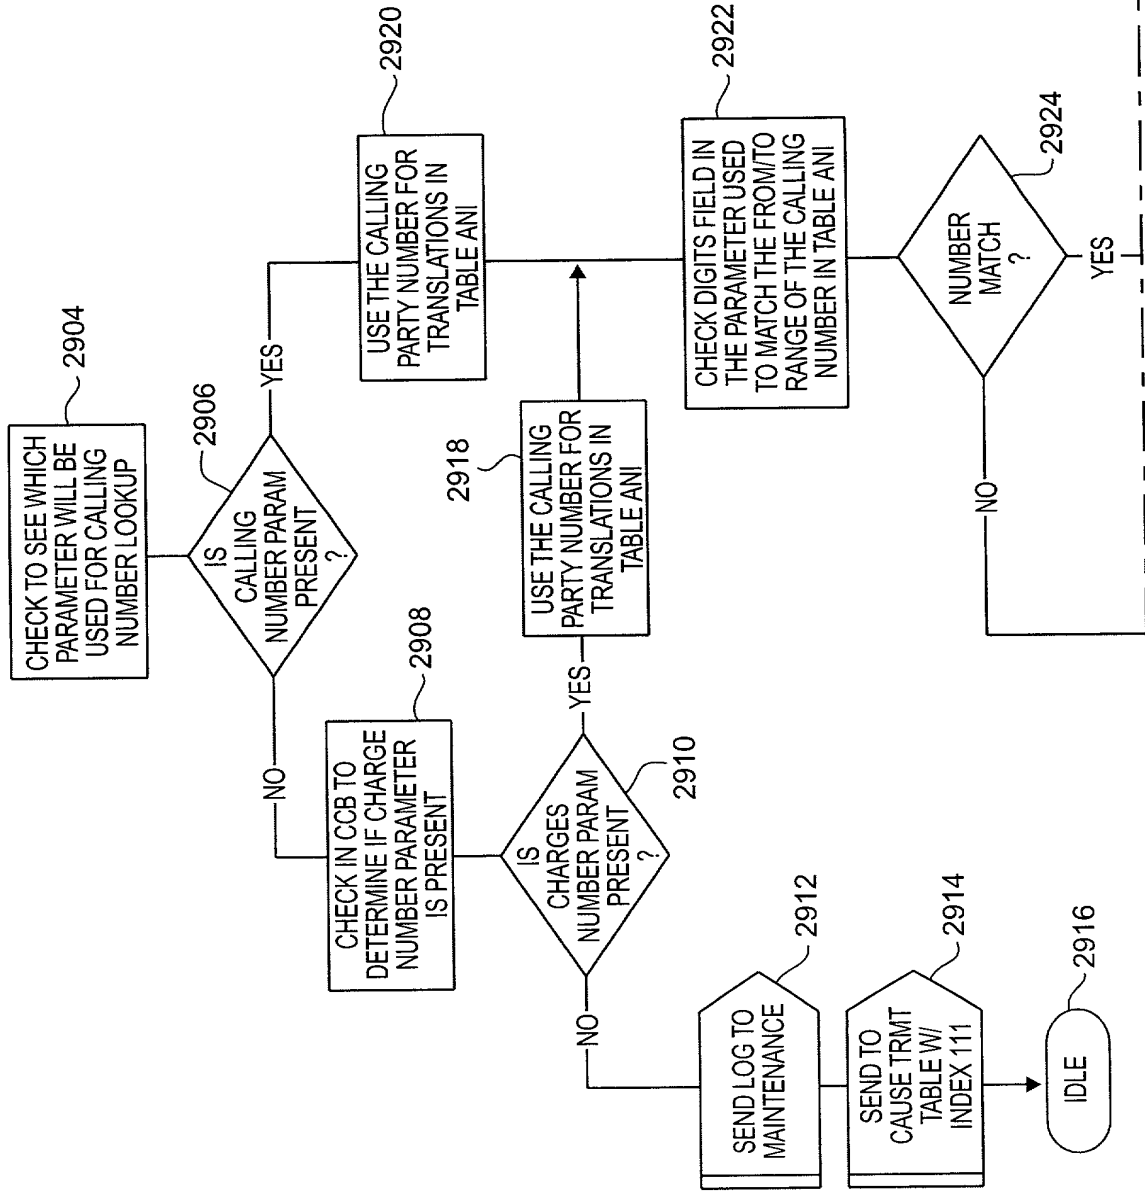 CHECK TO SEE WHICH
PARAMETER WILL BE
USED FOR CALLING
NUMBER LOOKUP
2904
IS
CALLING
NUMBER PARAM
PRESENT
?
2906
NO
YES
CHECK IN CCB TO
DETERMINE IF CHARGE
NUMBER PARAMETER
IS PRESENT
2908
USE THE CALLING
PARTY NUMBER FOR
TRANSLATIONS IN
TABLE ANI
2920
IS
CHARGES
NUMBER PARAM
PRESENT
?
2910
NO
YES
USE THE CALLING
PARTY NUMBER FOR
TRANSLATIONS IN
TABLE ANI
2918
SEND LOG TO
MAINTENANCE
2912
SEND TO
CAUSE TRMT
TABLE W/
INDEX 111
2914
IDLE
2916
CHECK DIGITS FIELD IN
THE PARAMETER USED
TO MATCH THE FROM/TO
RANGE OF THE CALLING
NUMBER IN TABLE ANI
2922
NUMBER
MATCH
?
2924
NO
YES